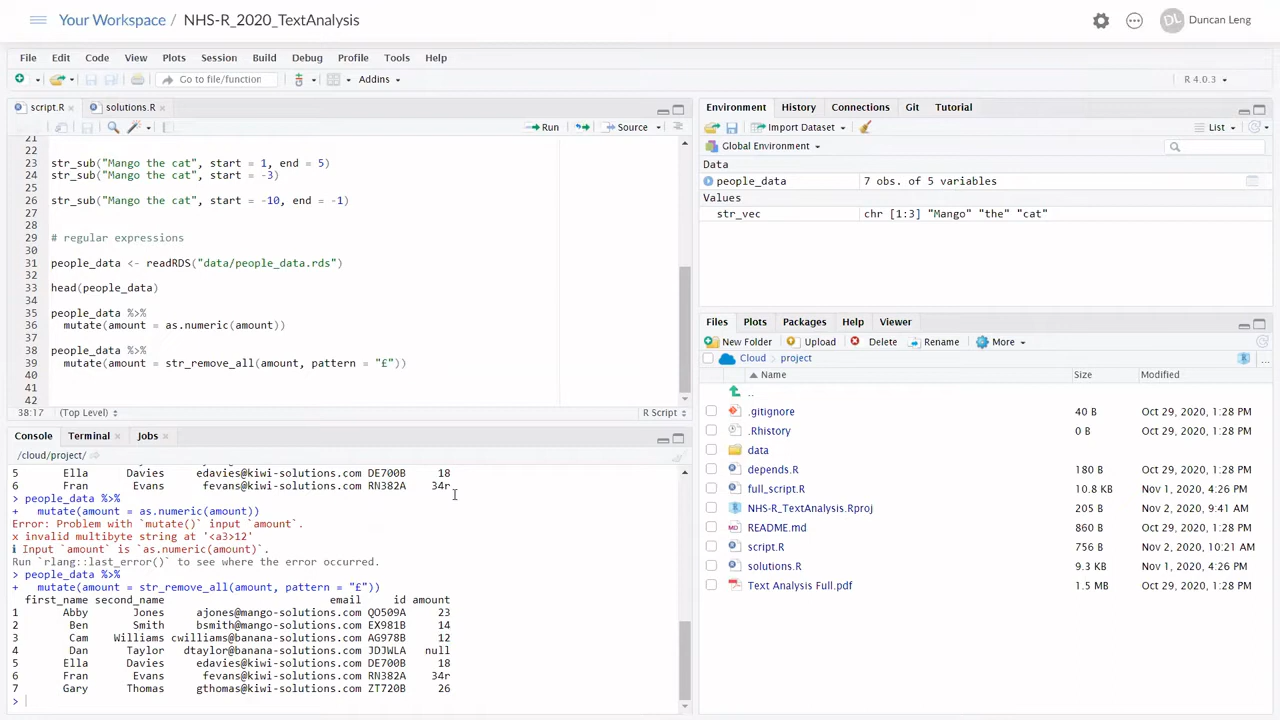 Your Workspace / NHS-R_2020_TextAnalysis
DL Duncan Leng
File Edit Code View Plots Session Build Debug Profile Tools Help
Go to file/function Addins R 4.0.3
script.R solutions.R
Run Source
21
22
23 str_sub("Mango the cat", start = 1, end = 5)
24 str_sub("Mango the cat", start = -3)
25
26 str_sub("Mango the cat", start = -10, end = -1)
27
28
29 # regular expressions
30
31 people_data <- readRDS("data/people_data.rds")
32
33 head(people_data)
34
35 people_data %>%
36 mutate(amount = as.numeric(amount))
37
38 people_data %>%
39 mutate(amount = str_remove_all(amount, pattern = "£"))
40
41
42
38:17 (Top Level) R Script
Console Terminal Jobs
/cloud/project/
5 Ella Davies edavies@kiwi-solutions.com DE700B 18
6 Fran Evans fevans@kiwi-solutions.com RN382A 34r
> people_data %>%
+ mutate(amount = as.numeric(amount))
Error: Problem with `mutate()` input `amount`.
x invalid multibyte string at '<a3>12'
ℹ Input `amount` is `as.numeric(amount)`.
Run `rlang::last_error()` to see where the error occurred.
> people_data %>%
+ mutate(amount = str_remove_all(amount, pattern = "£"))
first_name second_name email id amount
1 Abby Jones ajones@mango-solutions.com QO509A 23
2 Ben Smith bsmith@mango-solutions.com EX981B 14
3 Cam Williams cwilliams@banana-solutions.com AG978B 12
4 Dan Taylor dtaylor@banana-solutions.com JDJWLA null
5 Ella Davies edavies@kiwi-solutions.com DE700B 18
6 Fran Evans fevans@kiwi-solutions.com RN382A 34r
7 Gary Thomas gthomas@kiwi-solutions.com ZT720B 26
>
Environment History Connections Git Tutorial
Import Dataset List
Global Environment
Data
people_data 7 obs. of 5 variables
Values
str_vec chr [1:3] "Mango" "the" "cat"
Files Plots Packages Help Viewer
New Folder Upload Delete Rename More
Cloud project ...
Name Size Modified
..
.gitignore 40 B Oct 29, 2020, 1:28 PM
.Rhistory 0 B Oct 29, 2020, 1:28 PM
data
depends.R 180 B Oct 29, 2020, 1:28 PM
full_script.R 10.8 KB Nov 1, 2020, 4:26 PM
NHS-R_TextAnalysis.Rproj 205 B Nov 2, 2020, 9:41 AM
README.md 860 B Oct 29, 2020, 1:28 PM
script.R 756 B Nov 2, 2020, 10:21 AM
solutions.R 9.3 KB Nov 1, 2020, 4:26 PM
Text Analysis Full.pdf 1.5 MB Oct 29, 2020, 1:28 PM